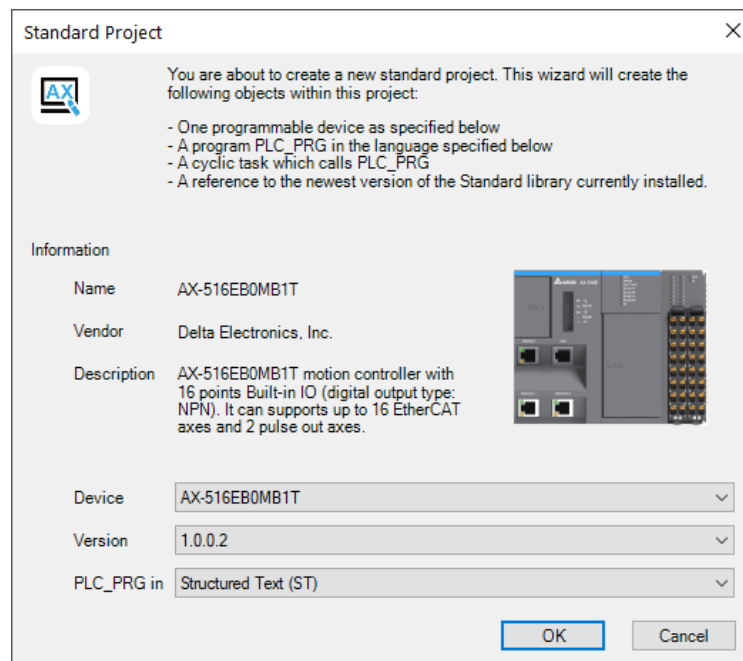 Standard Project
AX
You are about to create a new standard project. This wizard will create the
following objects within this project:
- One programmable device as specified below
- A program PLC_PRG in the language specified below
- A cyclic task which calls PLC_PRG
- A reference to the newest version of the Standard library currently installed.
Information
Name AX-516EB0MB1T
Vendor Delta Electronics, Inc.
Description AX-516EB0MB1T motion controller with
16 points Built-in IO (digital output type:
NPN). It can supports up to 16 EtherCAT
axes and 2 pulse out axes.
Device AX-516EB0MB1T
Version 1.0.0.2
PLC_PRG in Structured Text (ST)
OK Cancel